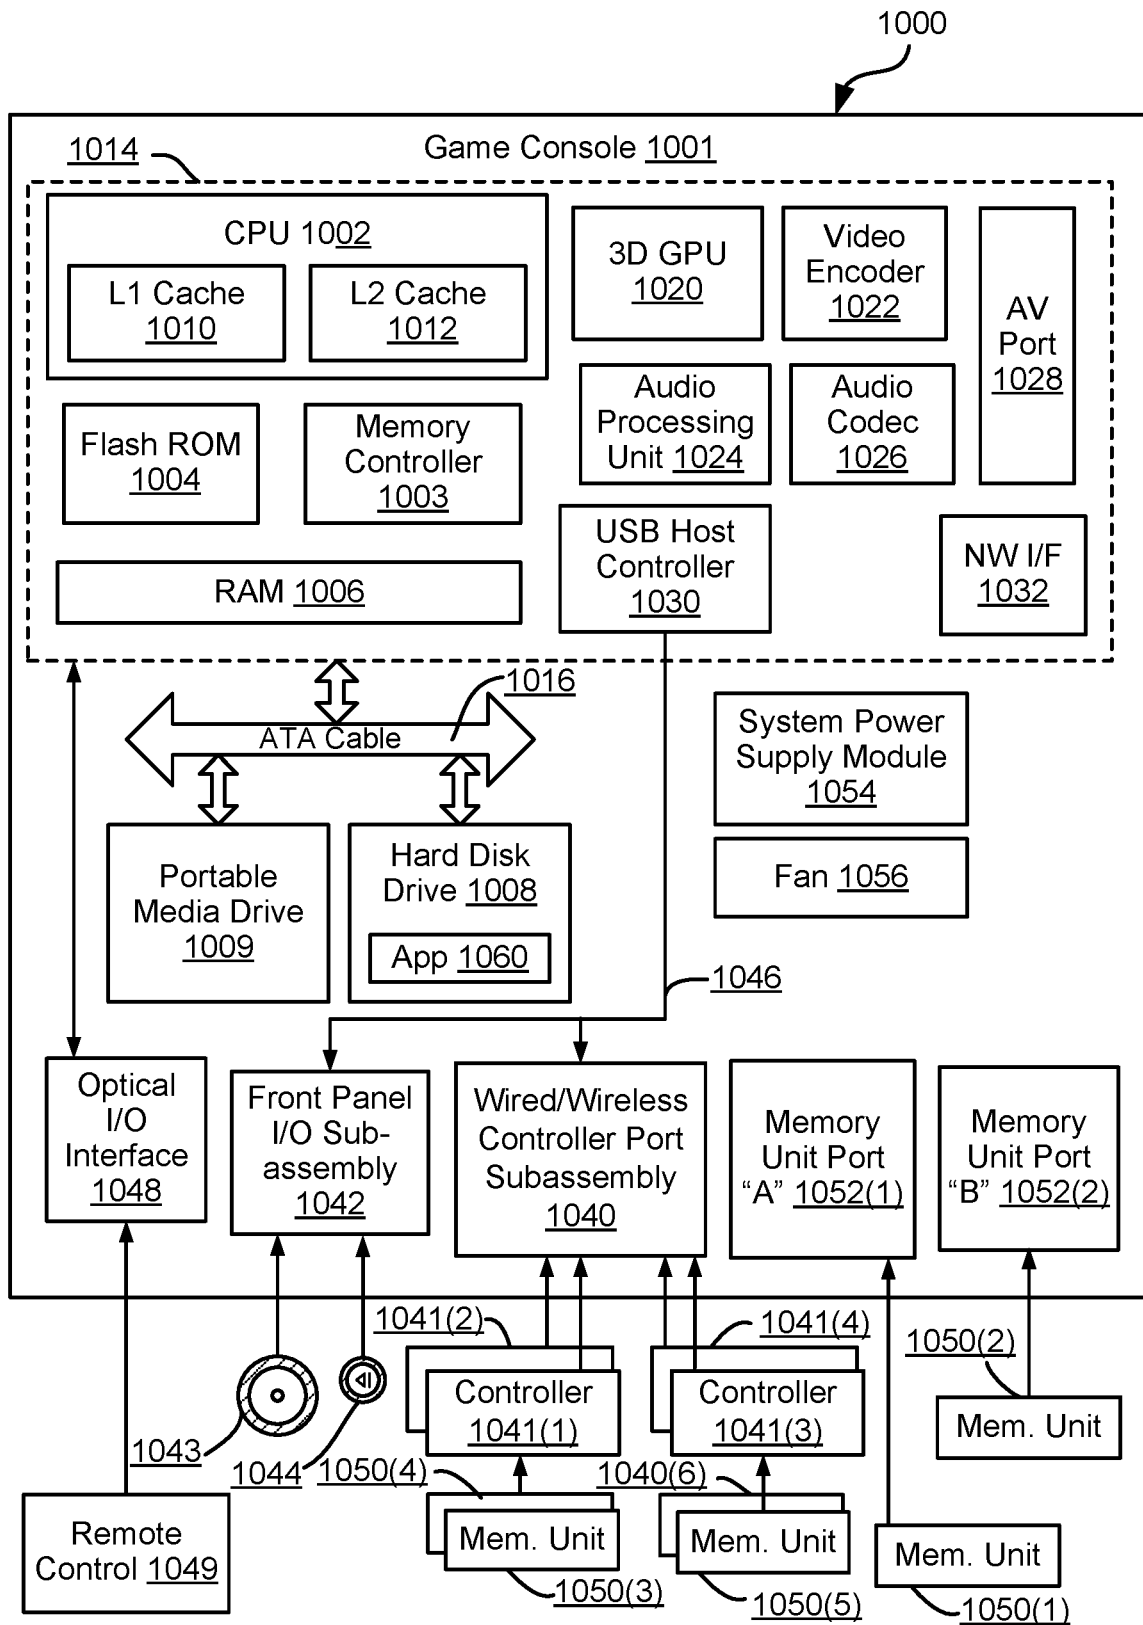 1000
Game Console 1001
1014
CPU 1002
L1 Cache
1010
L2 Cache
1012
3D GPU
1020
Video
Encoder
1022
AV
Port
1028
Flash ROM
1004
Memory
Controller
1003
Audio
Processing
Unit 1024
Audio
Codec
1026
RAM 1006
USB Host
Controller
1030
NW I/F
1032
1016
ATA Cable
System Power
Supply Module
1054
Portable
Media Drive
1009
Hard Disk
Drive 1008
App 1060
Fan 1056
1046
Optical
I/O
Interface
1048
Front Panel
I/O Sub-
assembly
1042
Wired/Wireless
Controller Port
Subassembly
1040
Memory
Unit Port
“A” 1052(1)
Memory
Unit Port
“B” 1052(2)
1041(2)
1041(4)
1050(2)
Controller
1041(1)
Controller
1041(3)
Mem. Unit
1043
1044
1050(4)
1040(6)
Remote
Control 1049
Mem. Unit
Mem. Unit
Mem. Unit
1050(3)
1050(5)
1050(1)